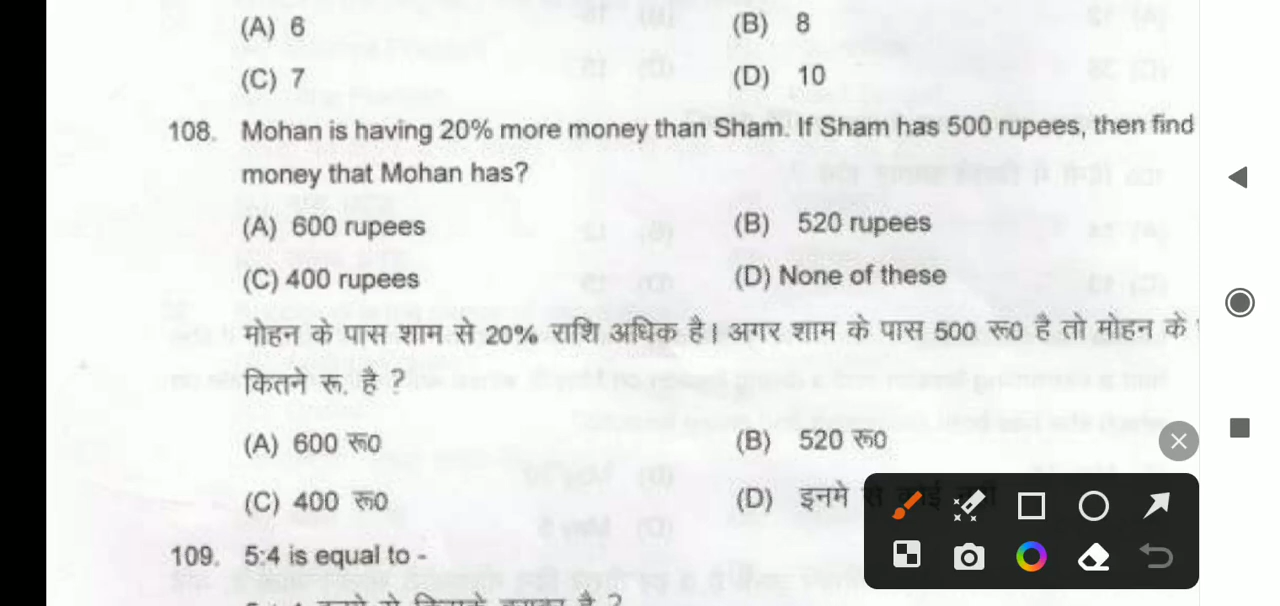 (A) 6 (B) 8
(C) 7 (D) 10
108. Mohan is having 20% more money than Sham. If Sham has 500 rupees, then find
money that Mohan has?
(A) 600 rupees (B) 520 rupees
(C) 400 rupees (D) None of these
मोहन के पास शाम से 20% राशि अधिक है। अगर शाम के पास 500 रू0 है तो मोहन के
कितने रू. है ?
(A) 600 रू0 (B) 520 रू0
(C) 400 रू0 (D) इनमे
109. 5:4 is equal to -